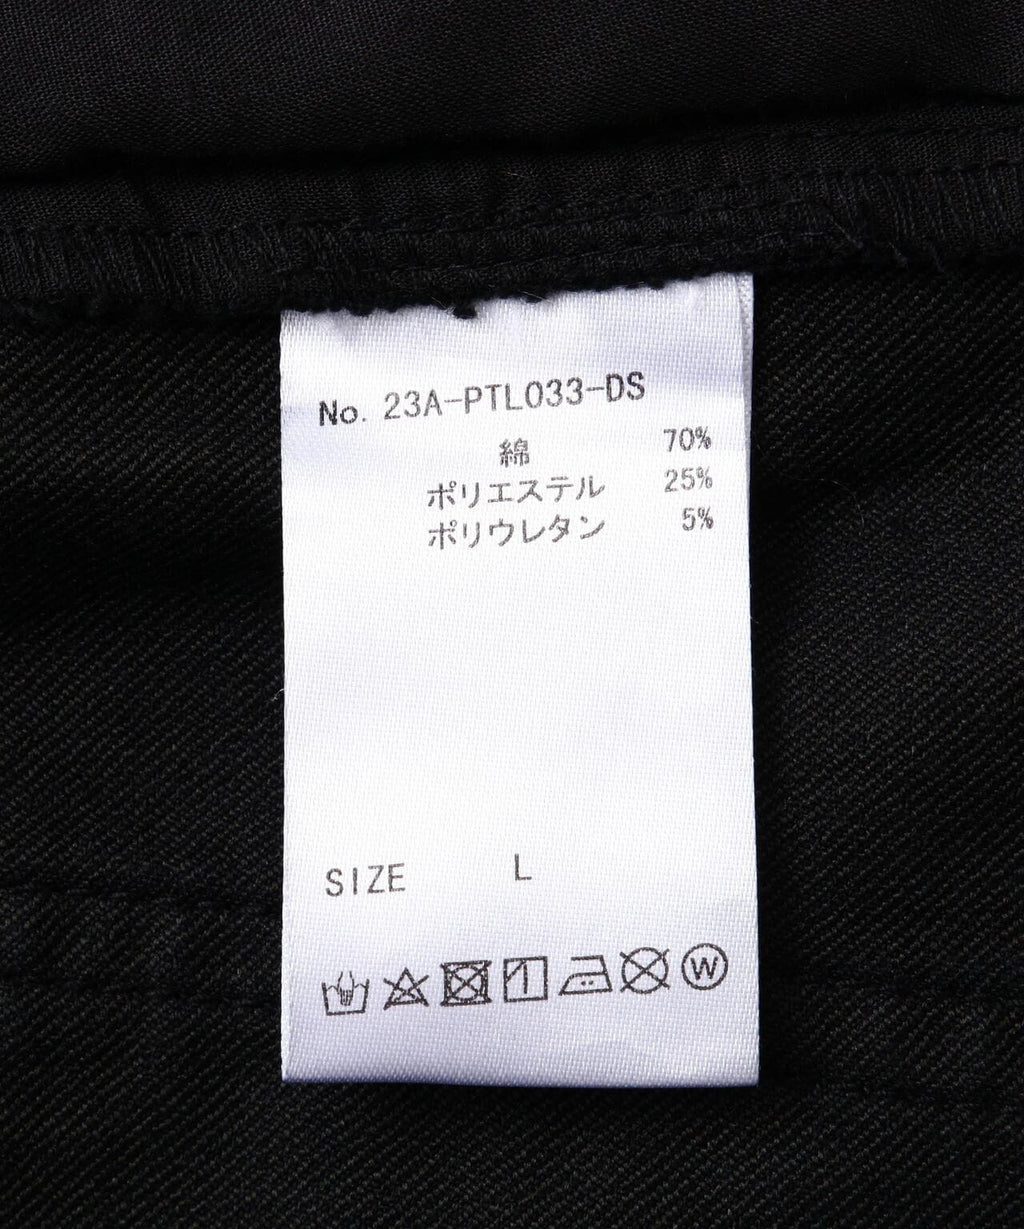 No. 23A-PTL033-DS
綿 70%
ポリエステル 25%
ポリウレタン 5%
SIZE L
W